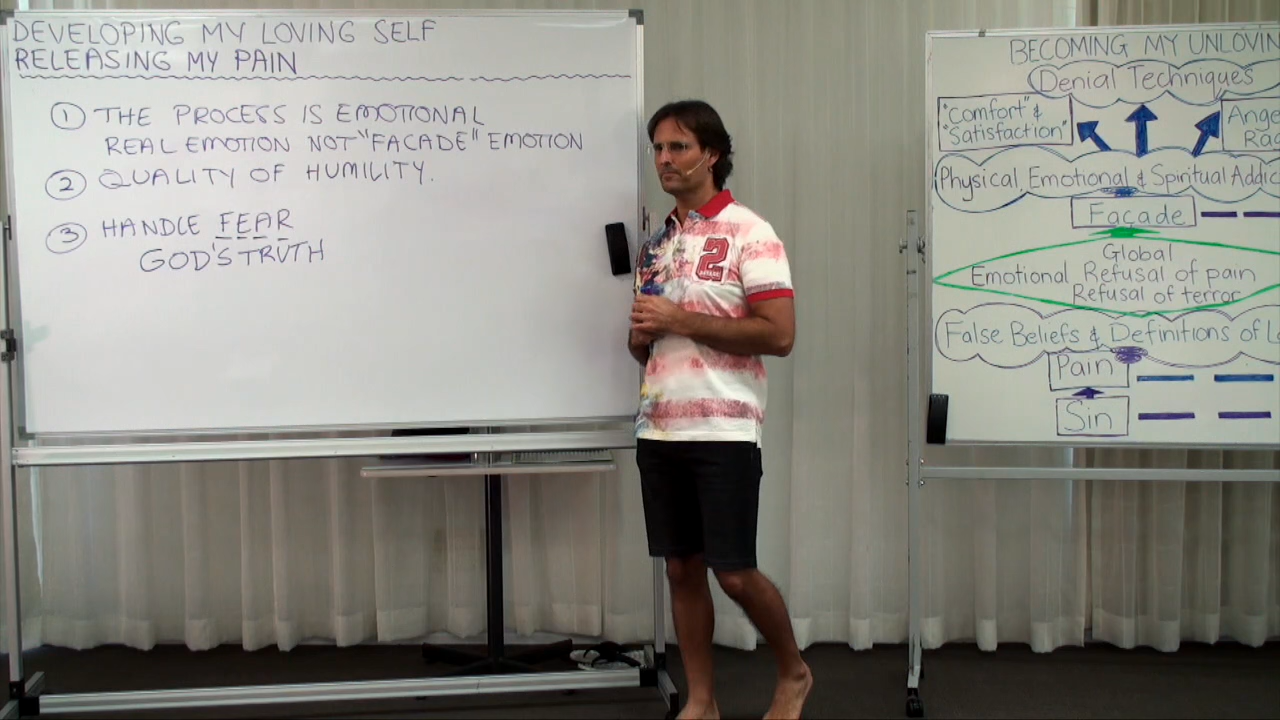 DEVELOPING MY LOVING SELF
RELEASING MY PAIN
1 THE PROCESS IS EMOTIONAL
REAL EMOTION NOT "FACADE" EMOTION
2 QUALITY OF HUMILITY.
3 HANDLE FEAR
GOD'S TRUTH
2
BECOMING MY UNLOVIN
Denial Techniques
"Comfort" &
"Satisfaction"
Ange
Rag
Physical, Emotional & Spiritual Addic
Façade
Global
Emotional Refusal of pain
Refusal of terror
False Beliefs & Definitions of L
Pain
Sin